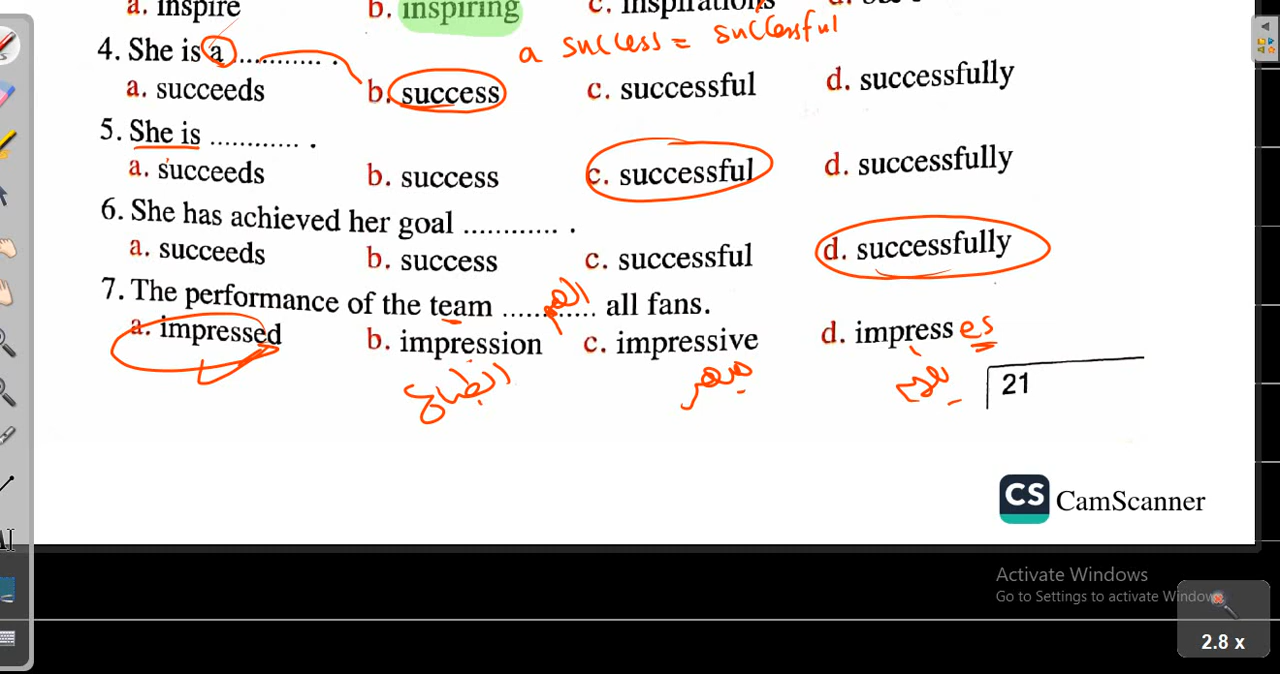 a. inspire b. inspiring c. inspirations
a success = successful
4. She is a ............ .
a. succeeds b. success c. successful d. successfully
5. She is ............ .
a. succeeds b. success c. successful d. successfully
6. She has achieved her goal ............ .
a. succeeds b. success c. successful d. successfully
7. The performance of the team ............ all fans.
a. impressed b. impression c. impressive d. impress es
21
CS CamScanner
Activate Windows
Go to Settings to activate Windows
2.8 x